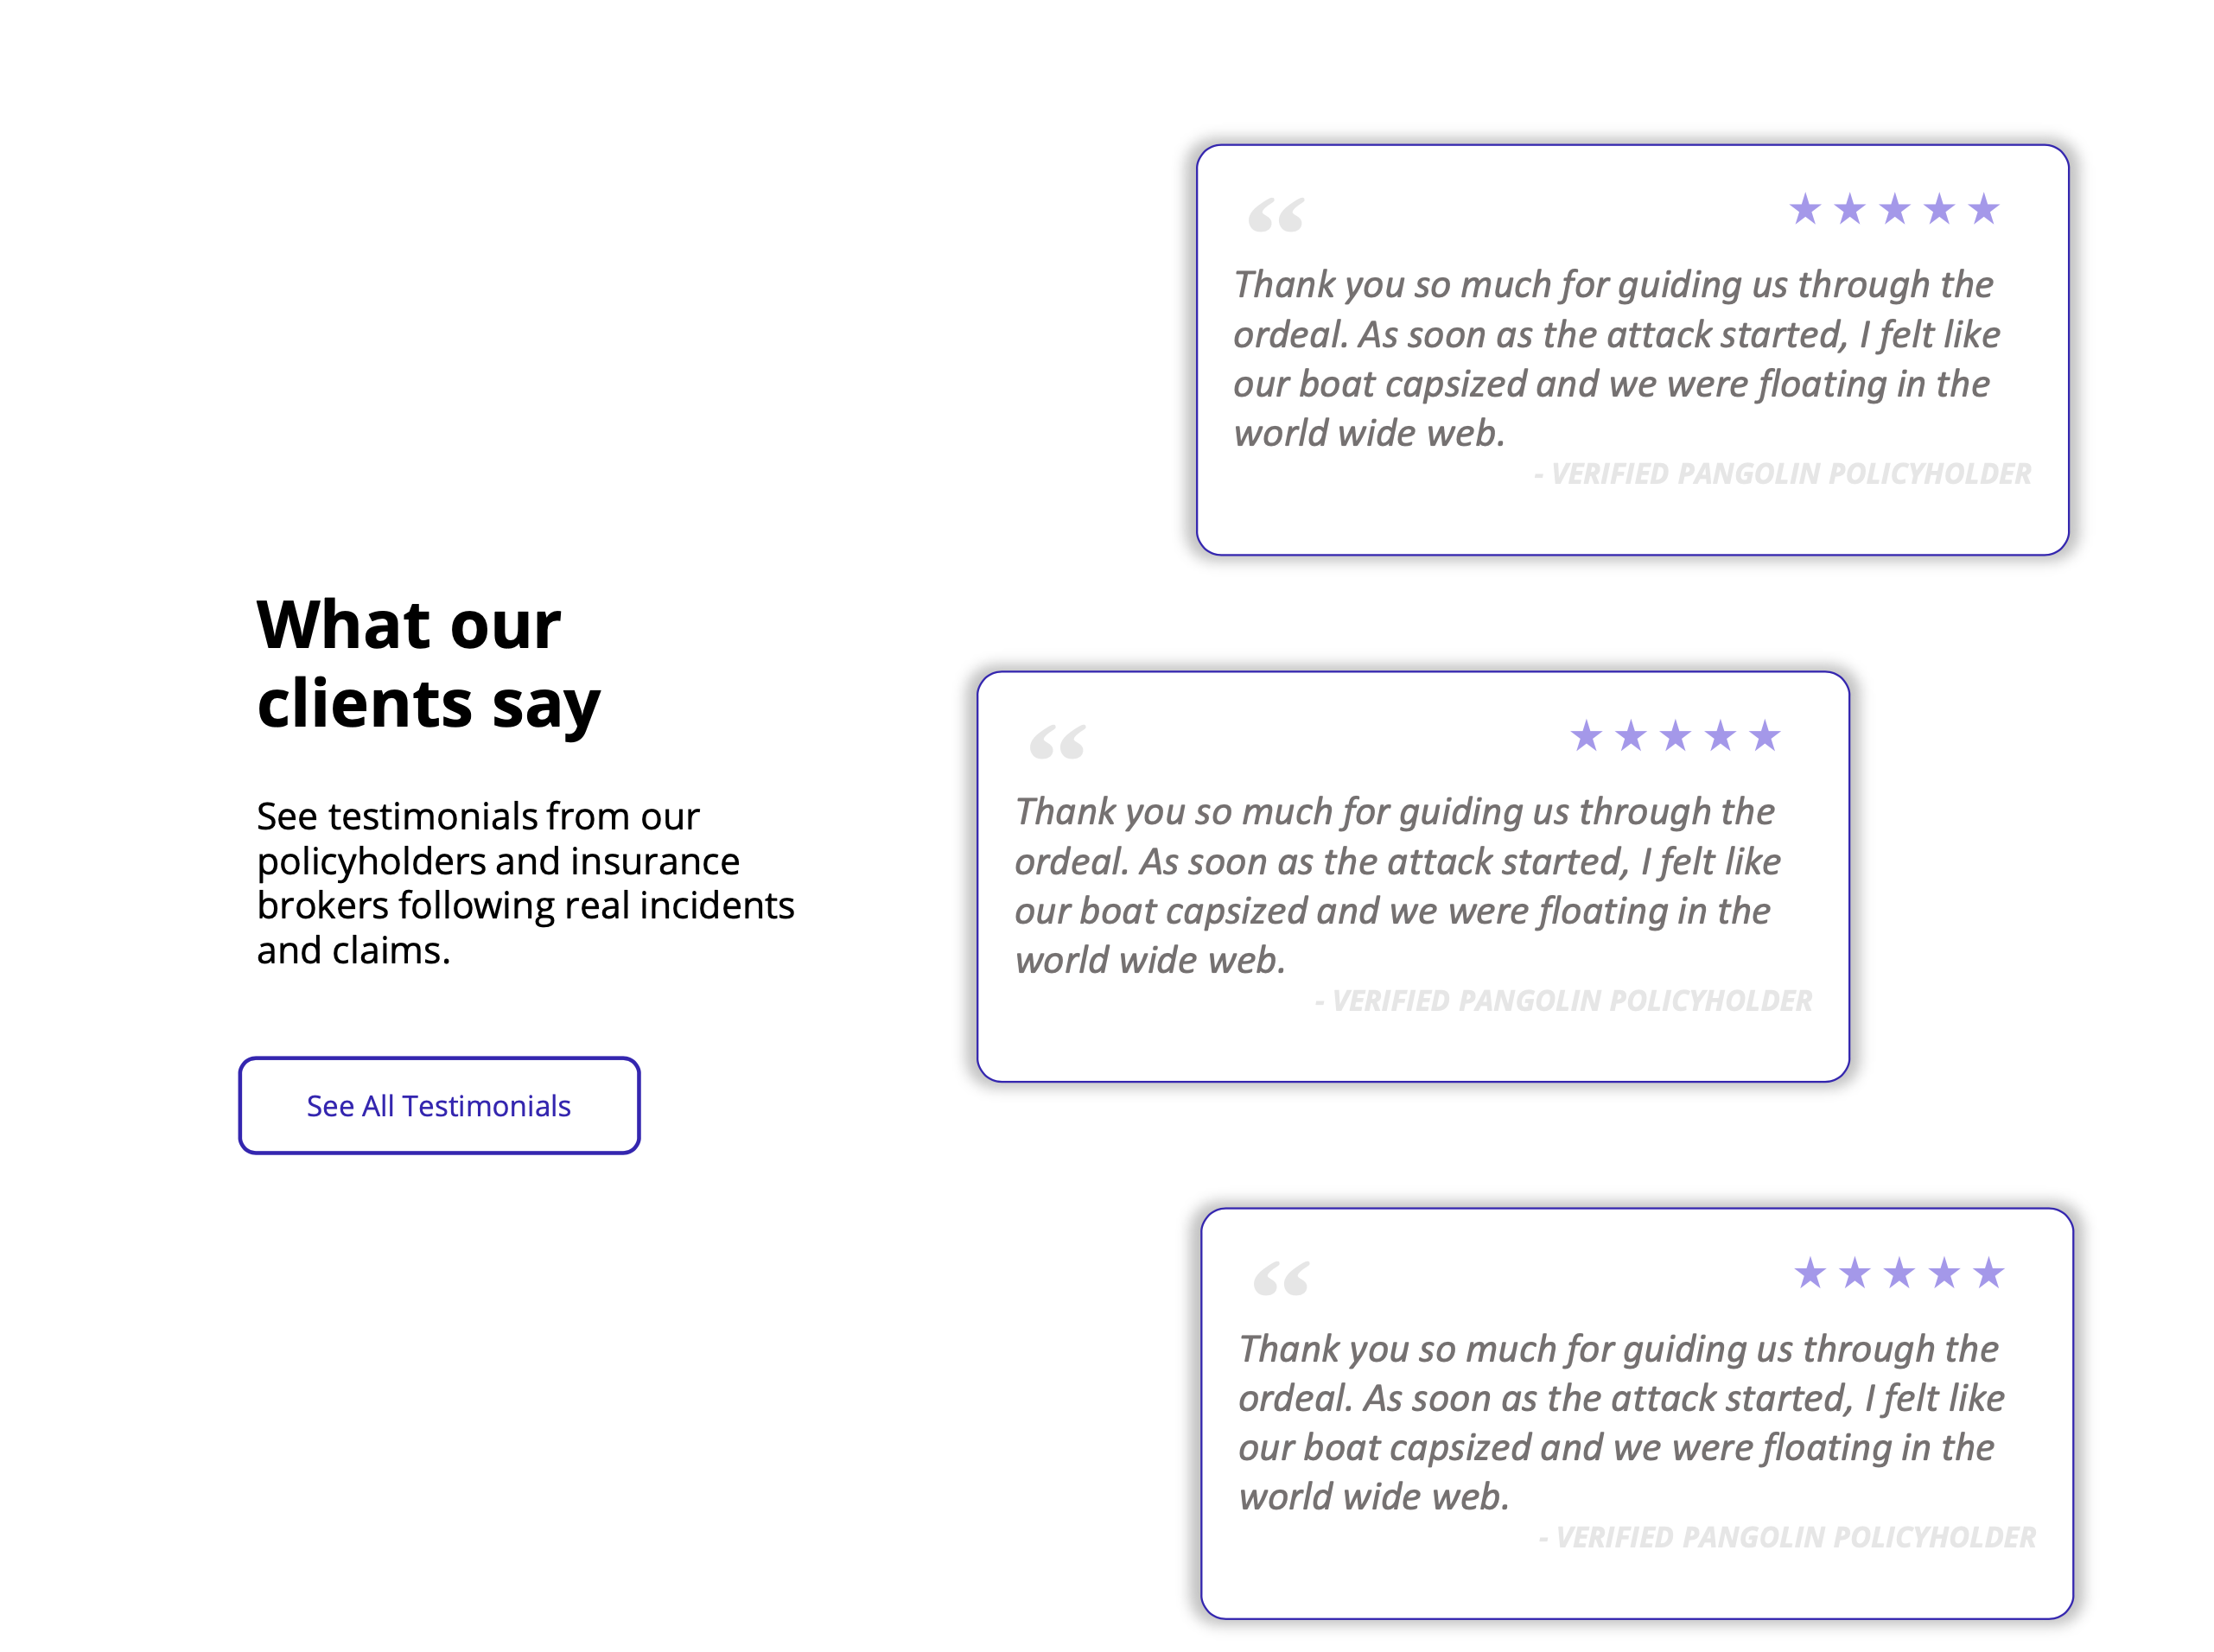 What our
clients say
See testimonials from our
policyholders and insurance
brokers following real incidents
and claims.
See All Testimonials
“
★★★★★
Thank you so much for guiding us through the
ordeal. As soon as the attack started, I felt like
our boat capsized and we were floating in the
world wide web.
- VERIFIED PANGOLIN POLICYHOLDER
“
★★★★★
Thank you so much for guiding us through the
ordeal. As soon as the attack started, I felt like
our boat capsized and we were floating in the
world wide web.
- VERIFIED PANGOLIN POLICYHOLDER
“
★★★★★
Thank you so much for guiding us through the
ordeal. As soon as the attack started, I felt like
our boat capsized and we were floating in the
world wide web.
- VERIFIED PANGOLIN POLICYHOLDER